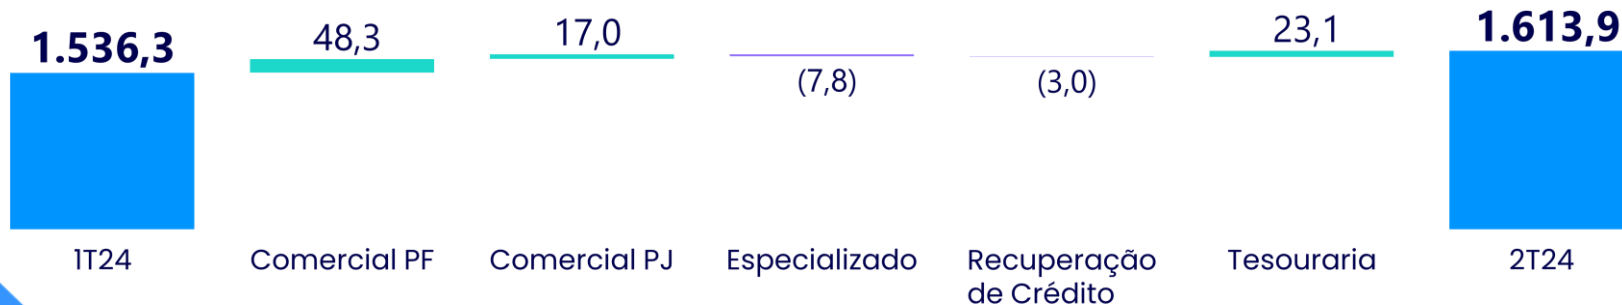 1.536,3
48,3
17,0
(7,8)
(3,0)
23,1
1.613,9
1T24
Comercial PF
Comercial PJ
Especializado
Recuperação
de Crédito
Tesouraria
2T24